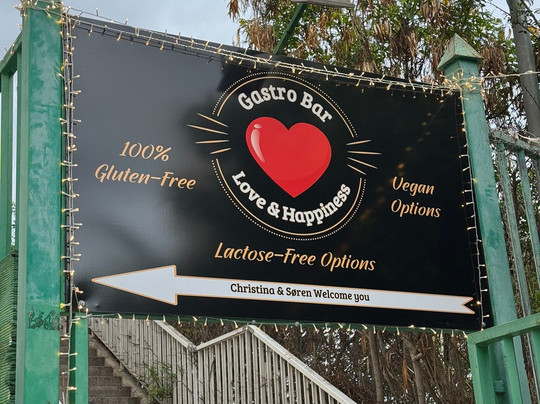 Gastro Bar
100%
Gluten-Free
Love & Happiness
Vegan
Options
Lactose-Free Options
Christina & Søren Welcome you